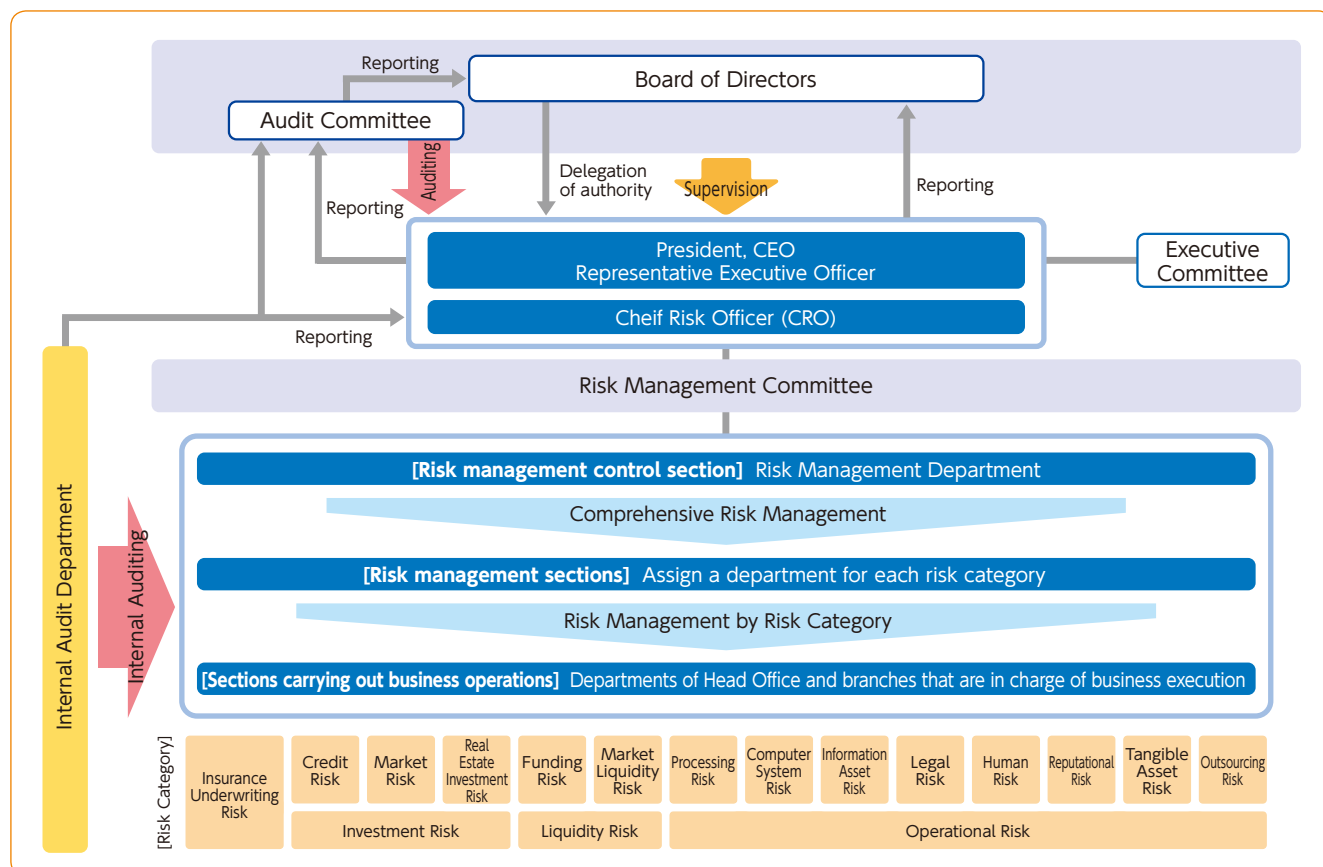 Reporting
Board of Directors
Audit Committee
Auditing
Delegation
of authority
Supervision
Reporting
Reporting
President, CEO
Representative Executive Officer
Executive
Committee
Cheif Risk Officer (CRO)
Reporting
Risk Management Committee
Internal Audit Department
Internal Auditing
[Risk management control section] Risk Management Department
Comprehensive Risk Management
[Risk management sections] Assign a department for each risk category
Risk Management by Risk Category
[Sections carrying out business operations] Departments of Head Office and branches that are in charge of business execution
[Risk Category]
Insurance
Underwriting
Risk
Credit
Risk
Market
Risk
Real
Estate
Investment
Risk
Funding
Risk
Market
Liquidity
Risk
Processing
Risk
Computer
System
Risk
Information
Asset
Risk
Legal
Risk
Human
Risk
Reputational
Risk
Tangible
Asset
Risk
Outsourcing
Risk
Investment Risk
Liquidity Risk
Operational Risk